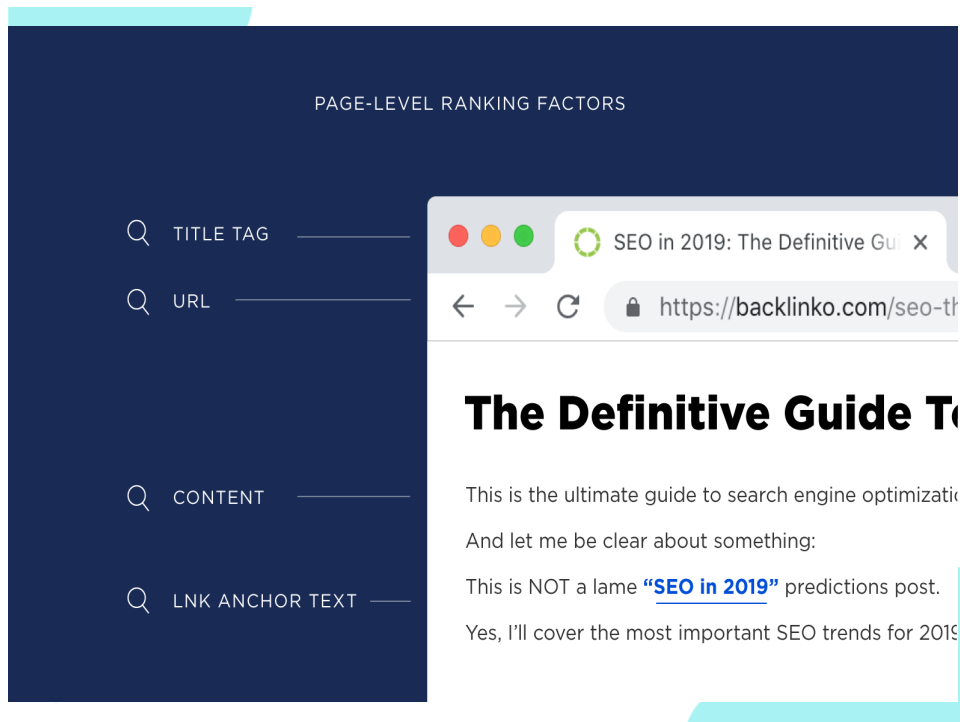 PAGE-LEVEL RANKING FACTORS
TITLE TAG
SEO in 2019: The Definitive Gui
URL
https://backlinko.com/seo-th
The Definitive Guide To
CONTENT
This is the ultimate guide to search engine optimizatio
And let me be clear about something:
LNK ANCHOR TEXT
This is NOT a lame “SEO in 2019” predictions post.
Yes, I’ll cover the most important SEO trends for 2019